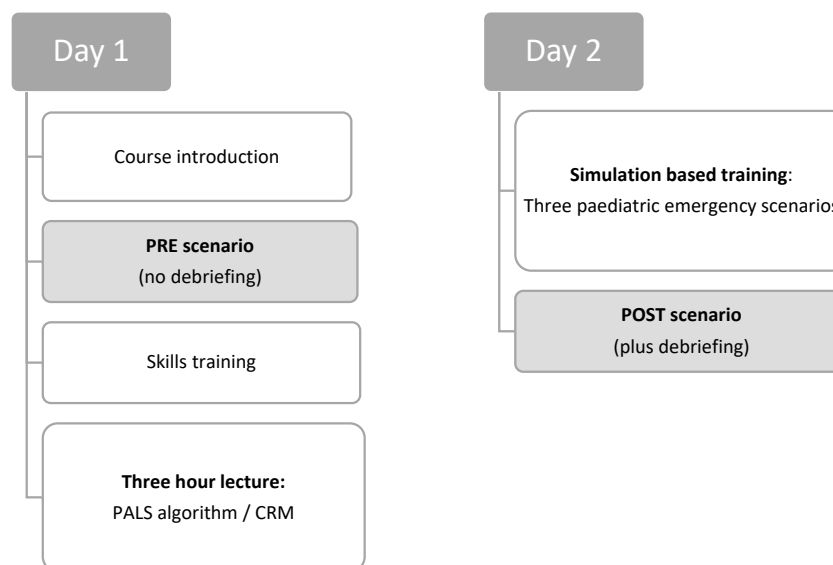 Day 1
Course introduction
PRE scenario
(no debriefing)
Skills training
Three hour lecture:
PALS algorithm / CRM
Day 2
Simulation based training:
Three paediatric emergency scenarios
POST scenario
(plus debriefing)